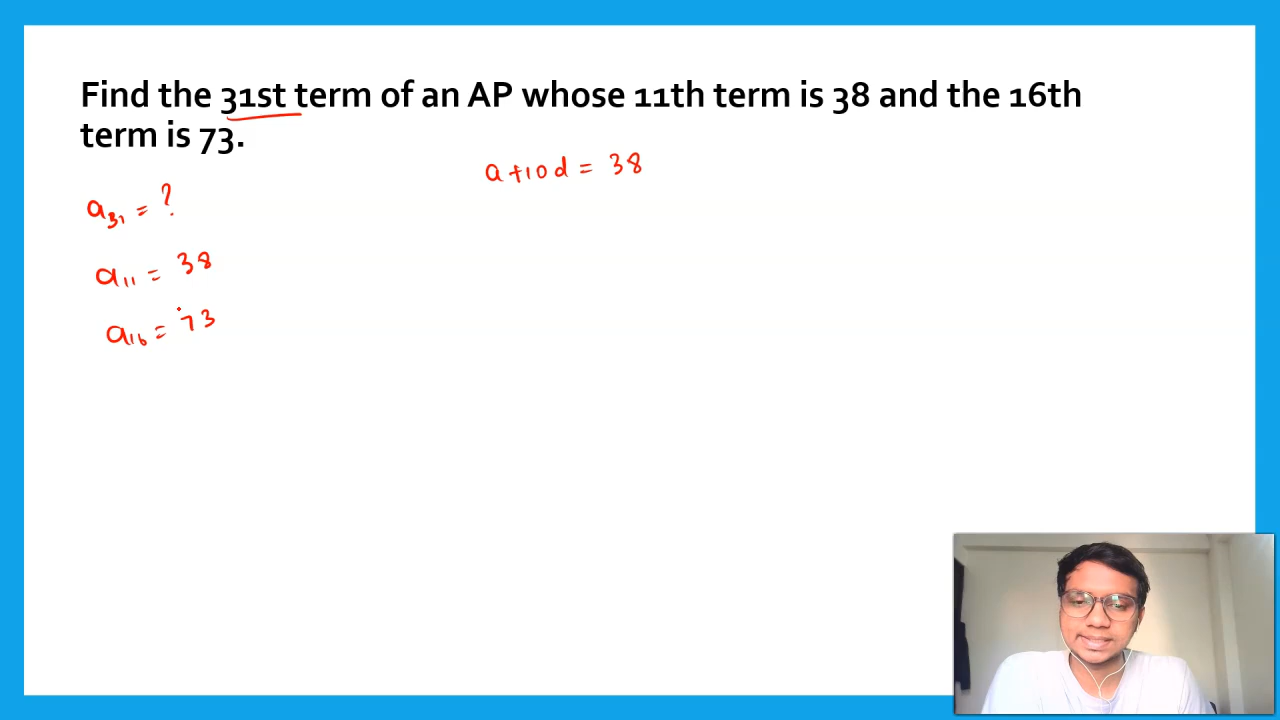 Find the 31st term of an AP whose 11th term is 38 and the 16th
term is 73.
a+10d = 38
a₃₁ = ?
a₁₁ = 38
a₁₆ = 73